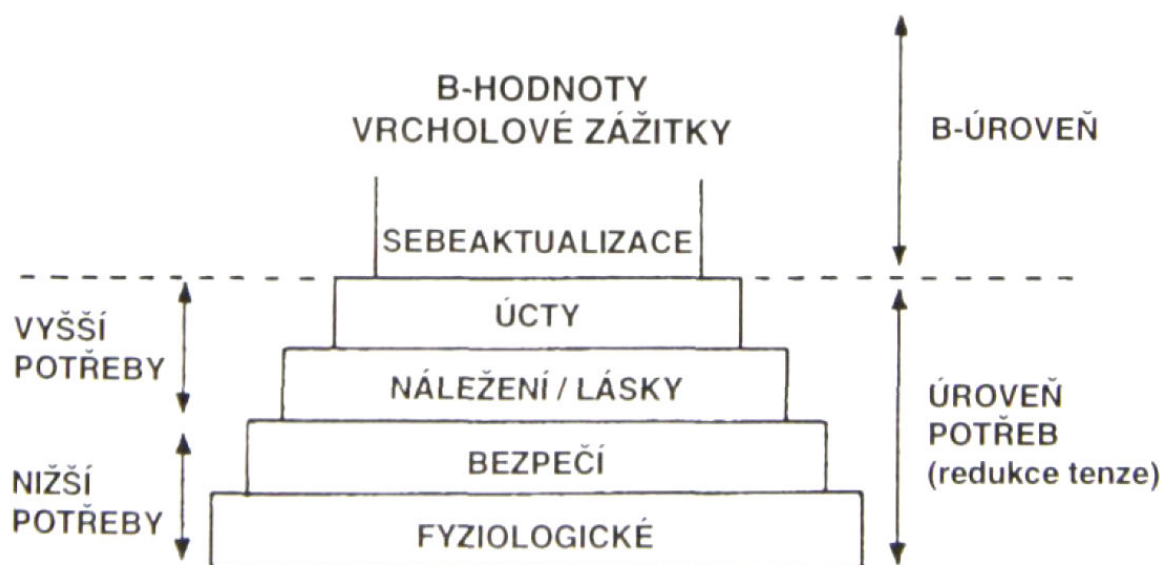 B-HODNOTY
VRCHOLOVÉ ZÁŽITKY
B-ÚROVEŇ
SEBEAKTUALIZACE
VYŠŠÍ
POTŘEBY
ÚCTY
NÁLEŽENÍ / LÁSKY
ÚROVEŇ
POTŘEB
(redukce tenze)
NIŽŠÍ
POTŘEBY
BEZPEČÍ
FYZIOLOGICKÉ